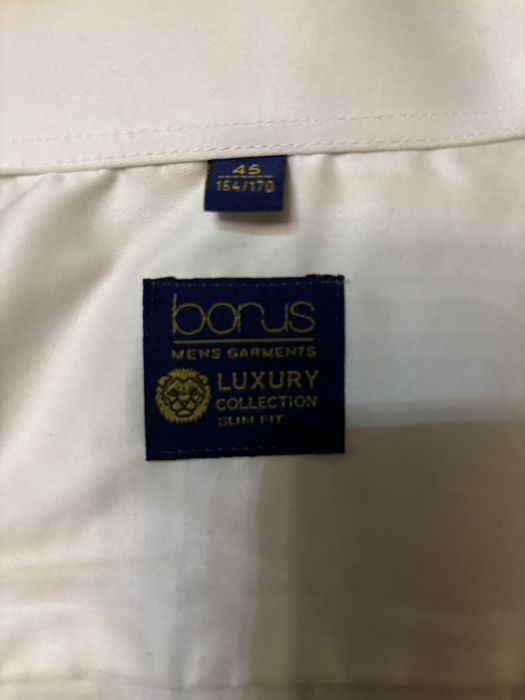 45
164/170
borus
MENS GARMENTS
LUXURY
COLLECTION
SLIM FIT